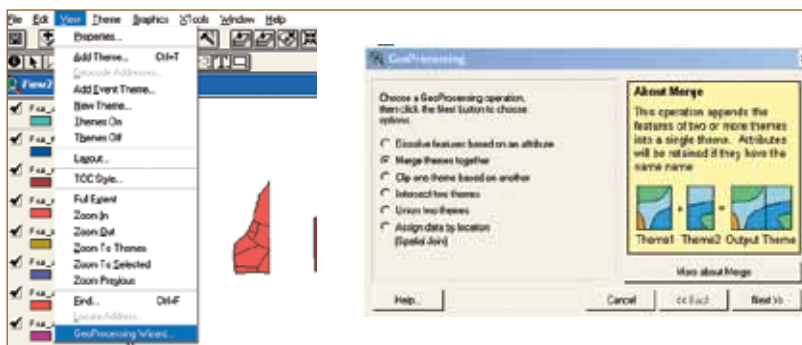 File Edit View Theme Graphics XTools Window Help
Properties...
Add Theme... Ctrl+T
Geocode Addresses...
Add Event Theme...
New Theme...
Themes On
Themes Off
Layout...
TOC Style...
Full Extent
Zoom In
Zoom Out
Zoom To Themes
Zoom To Selected
Zoom Previous
Find... Ctrl+F
Locate Address...
GeoProcessing Wizard...
View2
GeoProcessing
Choose a GeoProcessing operation,
then click the Next button to choose
options.
Dissolve features based on an attribute
Merge themes together
Clip one theme based on another
Intersect two themes
Union two themes
Assign data by location
(Spatial Join)
About Merge
This operation appends the
features of two or more themes
into a single theme. Attributes
will be retained if they have the
same name
+ =
Theme1 Theme2 Output Theme
More about Merge
Help... Cancel << Back Next >>